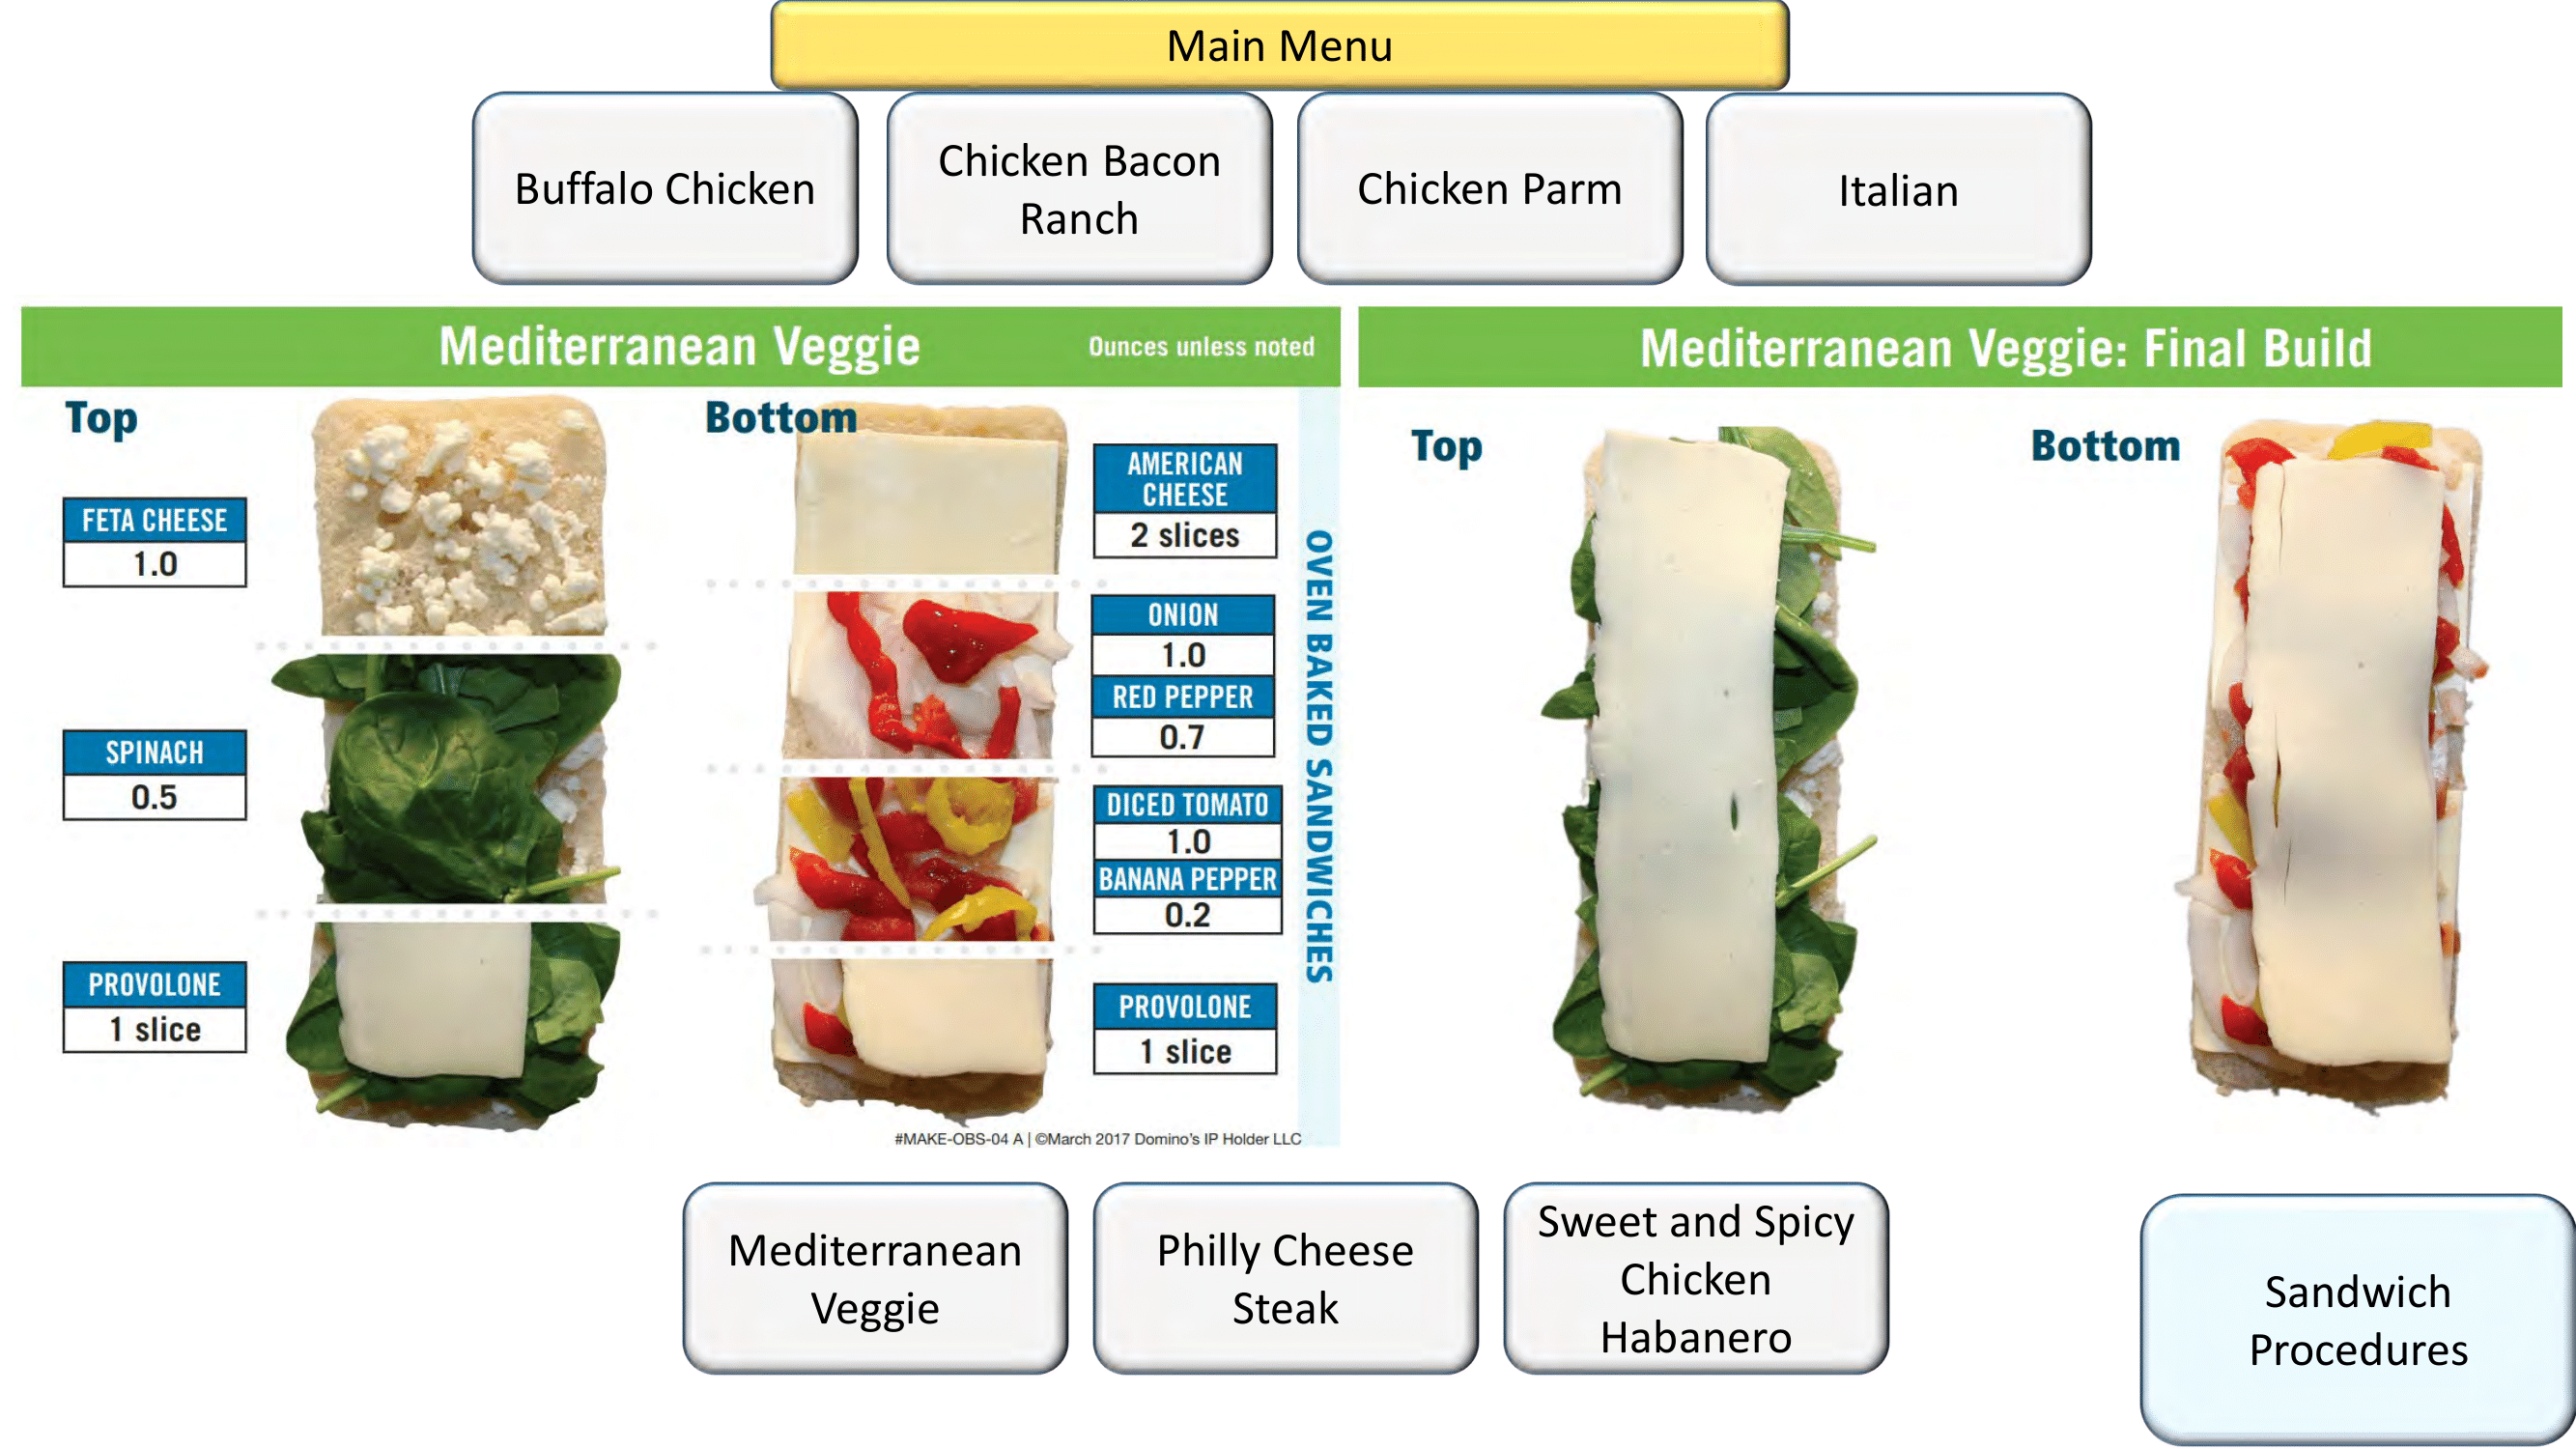 Main Menu
Buffalo Chicken
Chicken Bacon
Ranch
Chicken Parm
Italian
Mediterranean Veggie
Ounces unless noted
Top
FETA CHEESE
1.0
SPINACH
0.5
PROVOLONE
1 slice
Bottom
AMERICAN
CHEESE
2 slices
ONION
1.0
RED PEPPER
0.7
DICED TOMATO
1.0
BANANA PEPPER
0.2
PROVOLONE
1 slice
OVEN BAKED SANDWICHES
#MAKE-OBS-04 A | ©March 2017 Domino's IP Holder LLC
Mediterranean Veggie: Final Build
Top
Bottom
Mediterranean
Veggie
Philly Cheese
Steak
Sweet and Spicy
Chicken
Habanero
Sandwich
Procedures